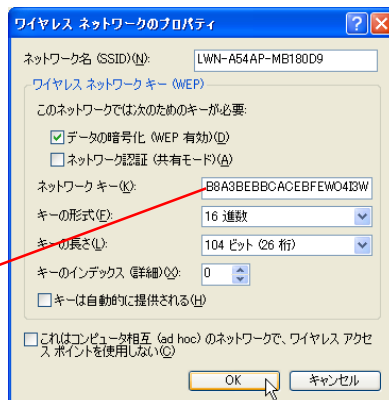 ワイヤレス ネットワークのプロパティ
ネットワーク名 (SSID)(N): LWN-A54AP-MB180D9
ワイヤレス ネットワーク キー (WEP)
このネットワークでは次のためのキーが必要:
データの暗号化 (WEP 有効)(D)
ネットワーク認証 (共有モード)(A)
ネットワーク キー(K): B8A3BEBBCACEBFEWO4I3W
キーの形式(F): 16 進数
キーの長さ(L): 104 ビット (26 桁)
キーのインデックス (詳細)(X): 0
キーは自動的に提供される(H)
これはコンピュータ相互 (ad hoc) のネットワークで、ワイヤレス アクセ
ス ポイントを使用しない(C)
OK キャンセル